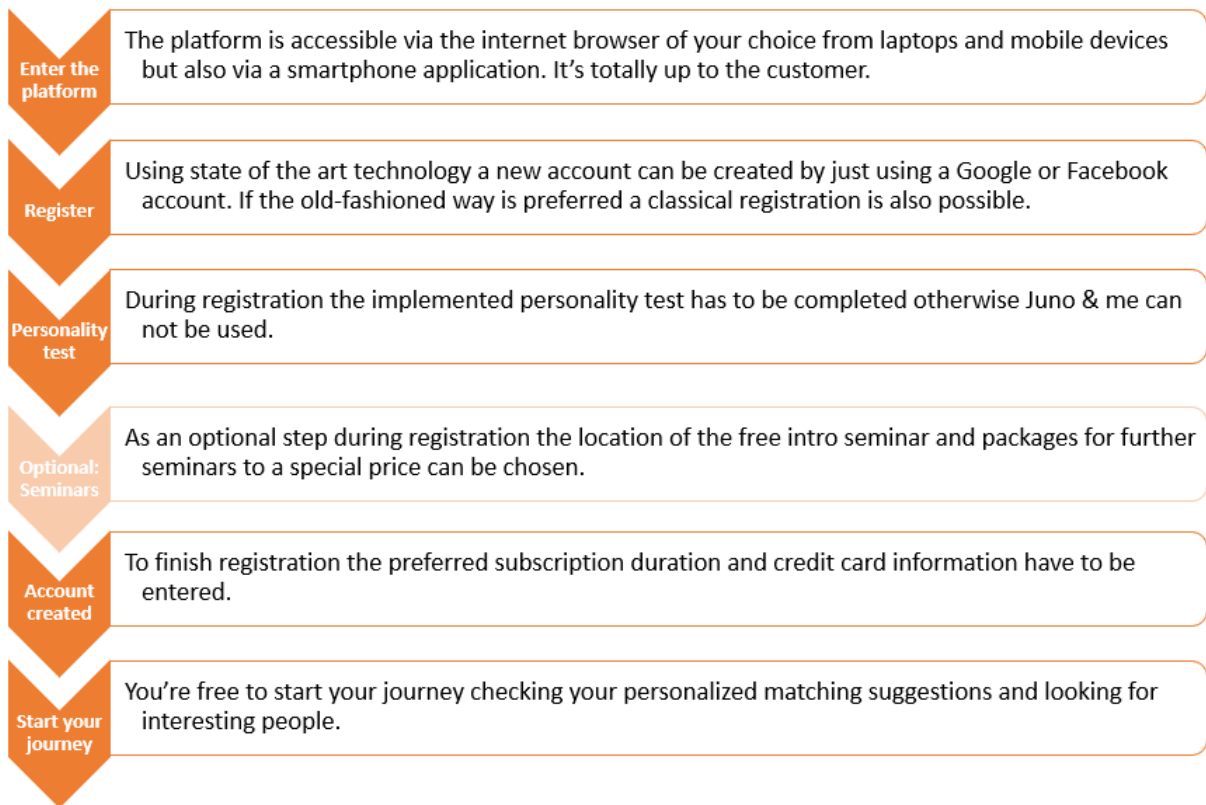 Enter the
platform
The platform is accessible via the internet browser of your choice from laptops and mobile devices
but also via a smartphone application. It’s totally up to the customer.
Register
Using state of the art technology a new account can be created by just using a Google or Facebook
account. If the old-fashioned way is preferred a classical registration is also possible.
Personality
test
During registration the implemented personality test has to be completed otherwise Juno & me can
not be used.
Optional:
Seminars
As an optional step during registration the location of the free intro seminar and packages for further
seminars to a special price can be chosen.
Account
created
To finish registration the preferred subscription duration and credit card information have to be
entered.
Start your
journey
You’re free to start your journey checking your personalized matching suggestions and looking for
interesting people.